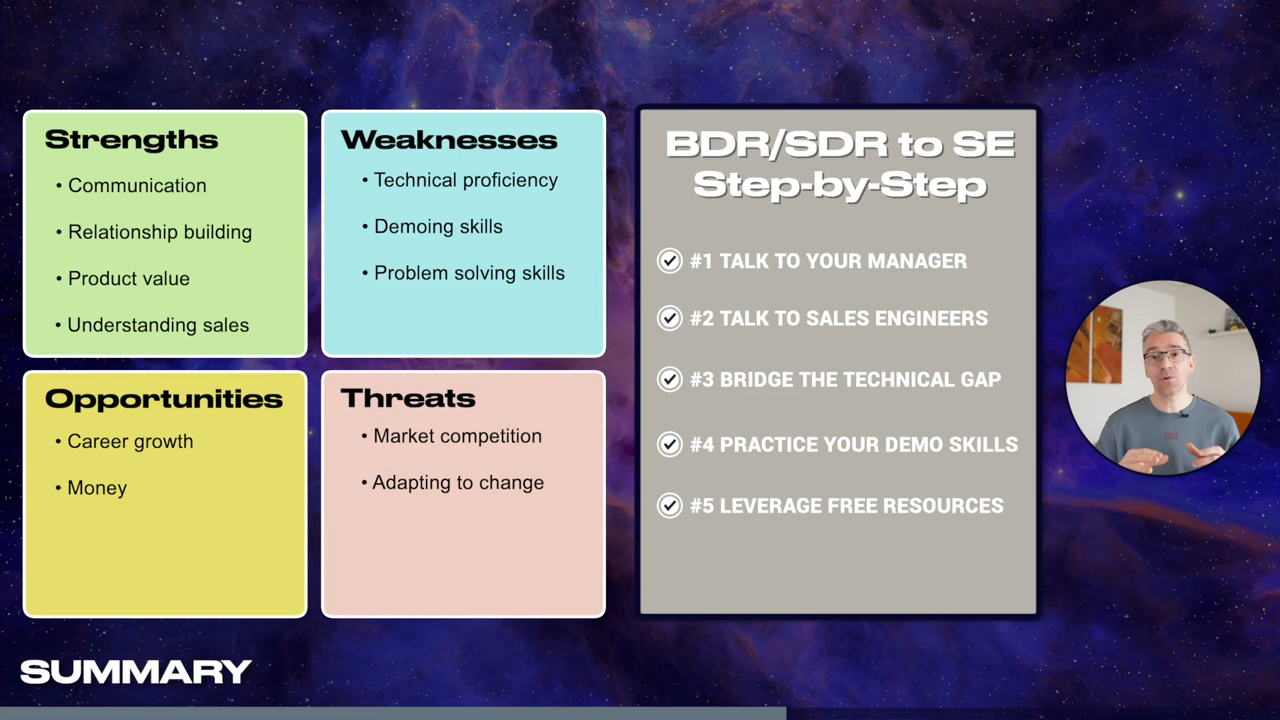 Strengths
• Communication
• Relationship building
• Product value
• Understanding sales
Weaknesses
• Technical proficiency
• Demoing skills
• Problem solving skills
Opportunities
• Career growth
• Money
Threats
• Market competition
• Adapting to change
BDR/SDR to SE
Step-by-Step
#1 TALK TO YOUR MANAGER
#2 TALK TO SALES ENGINEERS
#3 BRIDGE THE TECHNICAL GAP
#4 PRACTICE YOUR DEMO SKILLS
#5 LEVERAGE FREE RESOURCES
SUMMARY